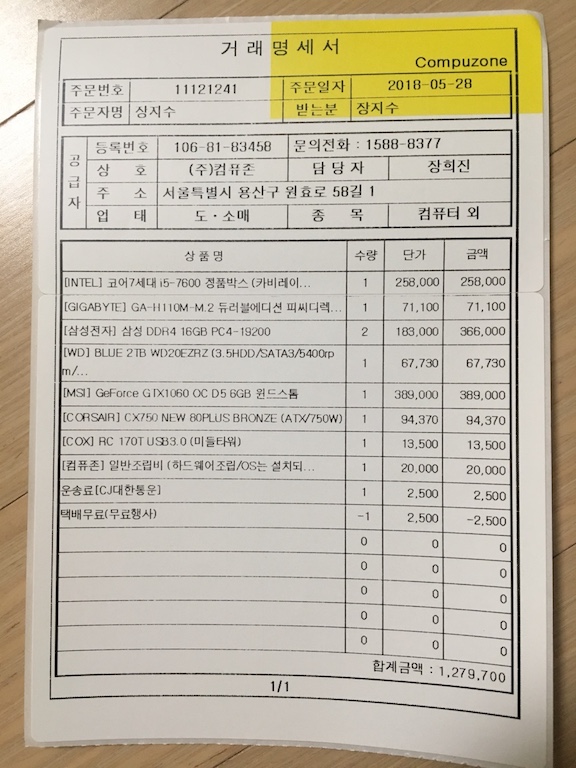 거래명세서
Compuzone
주문번호 11121241 주문일자 2018-05-28
주문자명 장지수 받는분 장지수
공급자
등록번호 106-81-83458 문의전화 : 1588-8377
상 호 (주)컴퓨존 담 당 자 장희진
주 소 서울특별시 용산구 원효로 58길 1
업 태 도·소매 종 목 컴퓨터 외
상 품 명 수량 단가 금액
[INTEL] 코어7세대 i5-7600 정품박스 (카비레이... 1 258,000 258,000
[GIGABYTE] GA-H110M-M.2 듀러블에디션 피씨디렉... 1 71,100 71,100
[삼성전자] 삼성 DDR4 16GB PC4-19200 2 183,000 366,000
[WD] BLUE 2TB WD20EZRZ (3.5HDD/SATA3/5400rp
m/... 1 67,730 67,730
[MSI] GeForce GTX1060 OC D5 6GB 윈드스톰 1 389,000 389,000
[CORSAIR] CX750 NEW 80PLUS BRONZE (ATX/750W) 1 94,370 94,370
[COX] RC 170T USB3.0 (미들타워) 1 13,500 13,500
[컴퓨존] 일반조립비 (하드웨어조립/OS는 설치되... 1 20,000 20,000
운송료[CJ대한통운] 1 2,500 2,500
택배무료(무료행사) -1 2,500 -2,500
0 0 0
0 0 0
0 0 0
0 0 0
0 0 0
합계금액 : 1,279,700
1/1